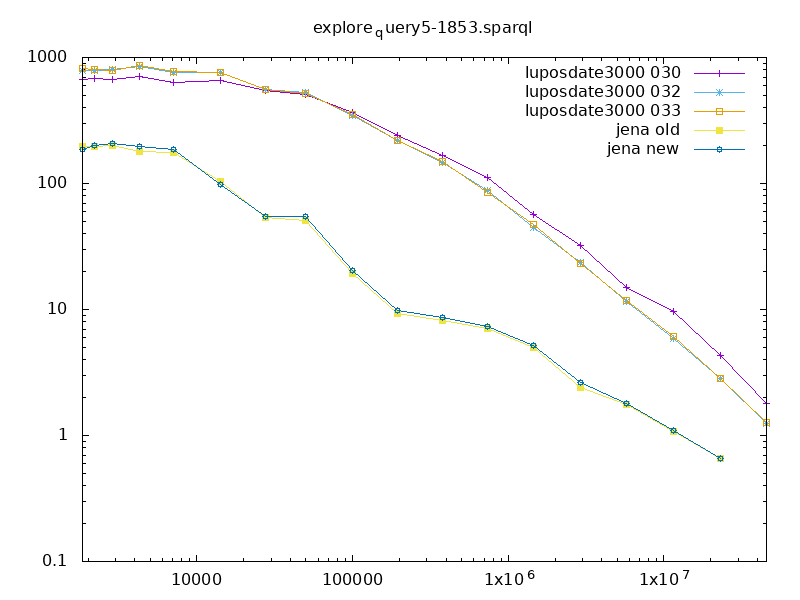 explore_query5-1853.sparql
1000
100
10
1
0.1
luposdate3000 030
luposdate3000 032
luposdate3000 033
jena old
jena new
10000 100000 1x10^6 1x10^7